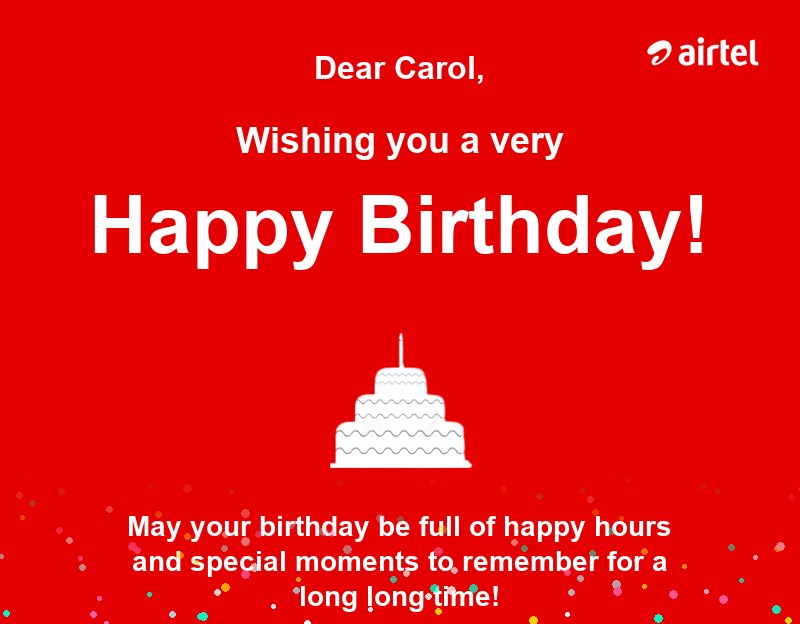 Dear Carol,
airtel
Wishing you a very
Happy Birthday!
May your birthday be full of happy hours
and special moments to remember for a
long long time!